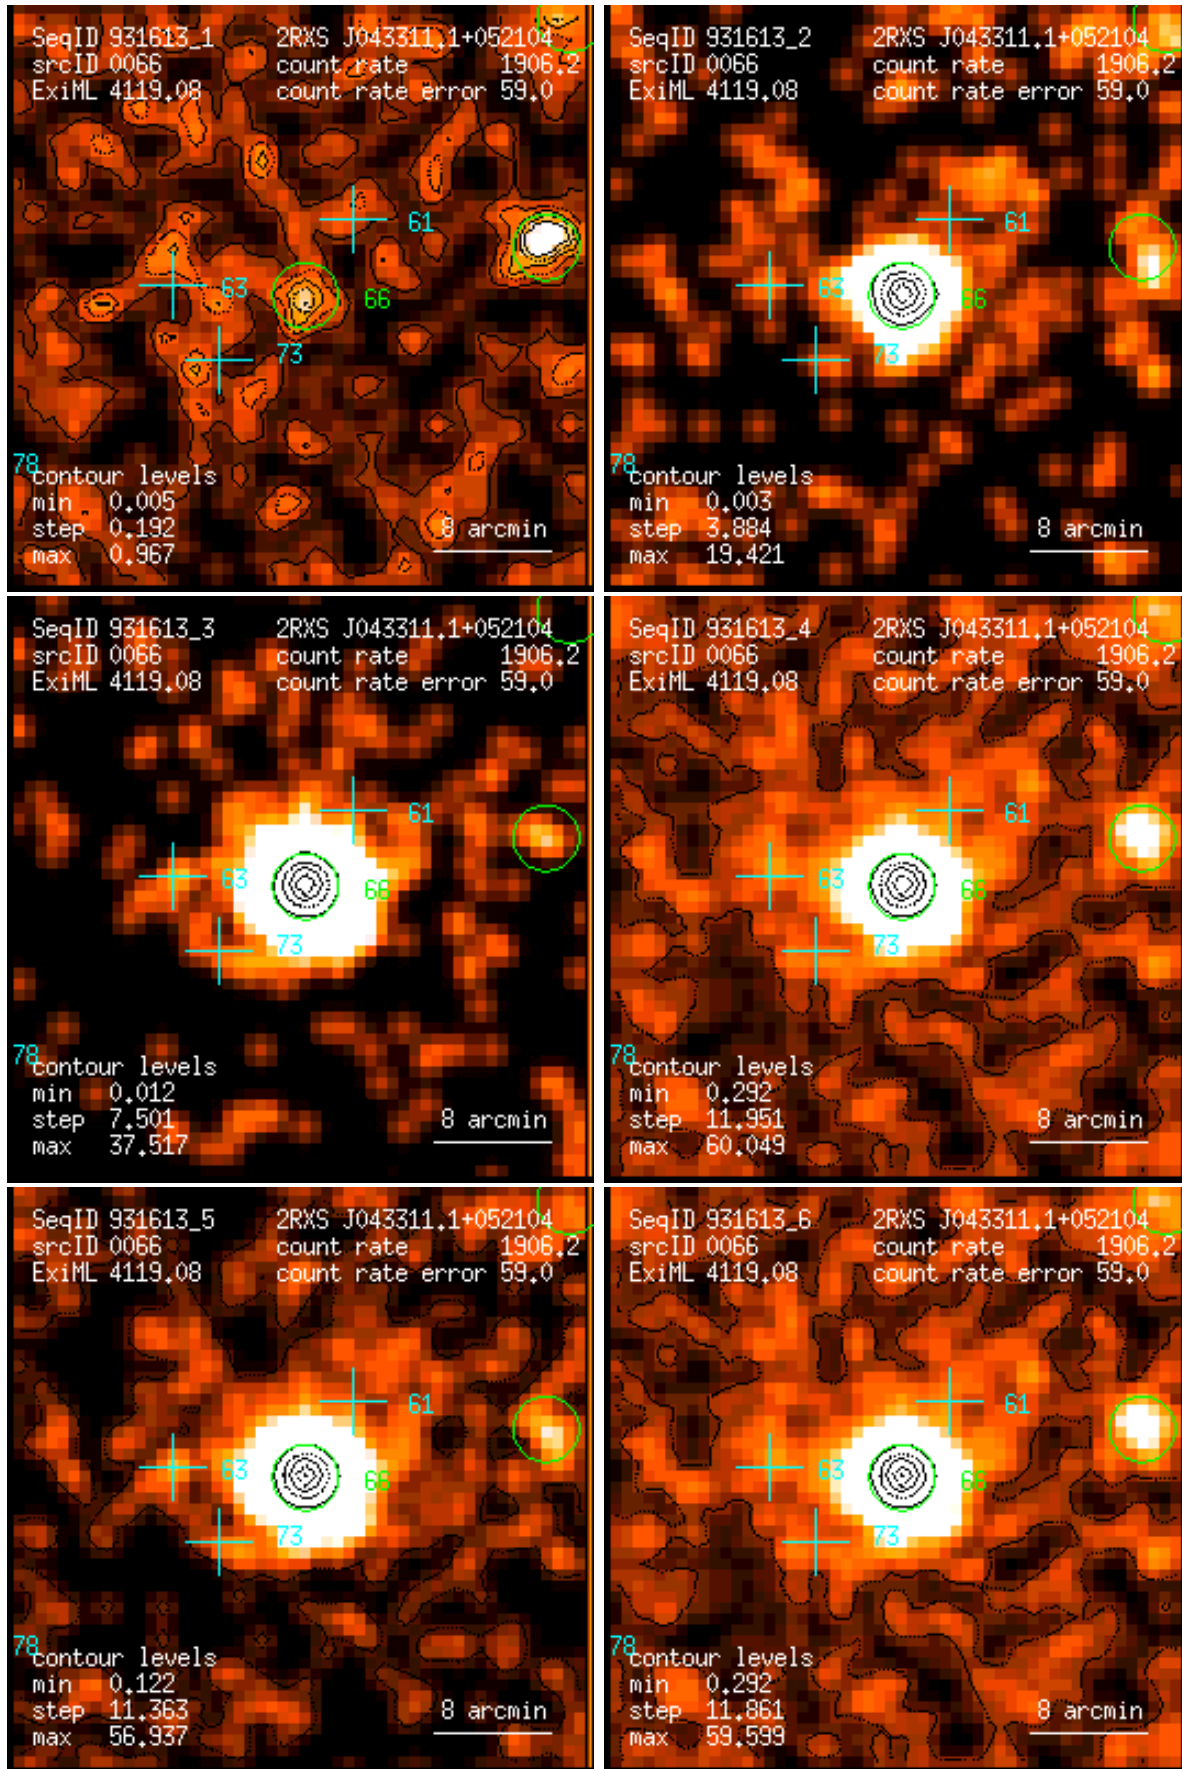 SeqID 931613_1 2RXS J043311.1+052104
srcID 0066 count rate 1906.2
ExiML 4119.08 count rate error 59.0
61
63
66
73
78
contour levels
min 0.005
step 0.192
max 0.967
8 arcmin
SeqID 931613_2 2RXS J043311.1+052104
srcID 0066 count rate 1906.2
ExiML 4119.08 count rate error 59.0
61
63
66
73
78
contour levels
min 0.003
step 3.884
max 19.421
8 arcmin
SeqID 931613_3 2RXS J043311.1+052104
srcID 0066 count rate 1906.2
ExiML 4119.08 count rate error 59.0
61
63
66
73
78
contour levels
min 0.012
step 7.501
max 37.517
8 arcmin
SeqID 931613_4 2RXS J043311.1+052104
srcID 0066 count rate 1906.2
ExiML 4119.08 count rate error 59.0
61
63
66
73
78
contour levels
min 0.292
step 11.951
max 60.049
8 arcmin
SeqID 931613_5 2RXS J043311.1+052104
srcID 0066 count rate 1906.2
ExiML 4119.08 count rate error 59.0
61
63
66
73
78
contour levels
min 0.122
step 11.363
max 56.937
8 arcmin
SeqID 931613_6 2RXS J043311.1+052104
srcID 0066 count rate 1906.2
ExiML 4119.08 count rate error 59.0
61
63
66
73
78
contour levels
min 0.292
step 11.861
max 59.599
8 arcmin